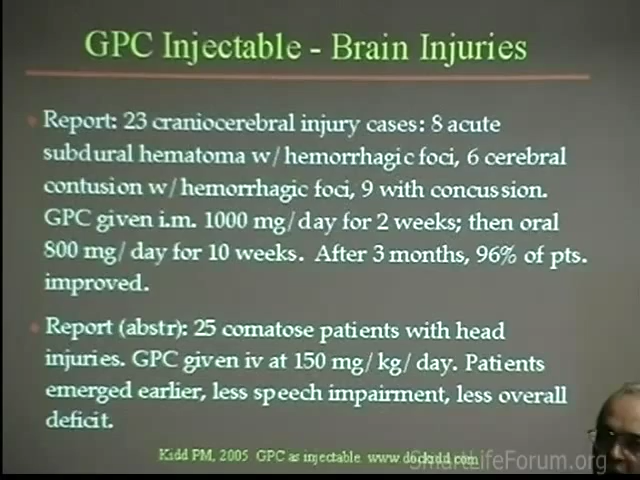 GPC Injectable - Brain Injuries
Report: 23 craniocerebral injury cases: 8 acute
subdural hematoma w/hemorrhagic foci, 6 cerebral
contusion w/hemorrhagic foci, 9 with concussion.
GPC given i.m. 1000 mg/day for 2 weeks; then oral
800 mg/day for 10 weeks. After 3 months, 96% of pts.
improved.
Report (abstr): 25 comatose patients with head
injuries. GPC given iv at 150 mg/kg/day. Patients
emerged earlier, less speech impairment, less overall
deficit.
Kidd PM, 2005 GPC as injectable. www.dockidd.com
SmartLifeForum.org